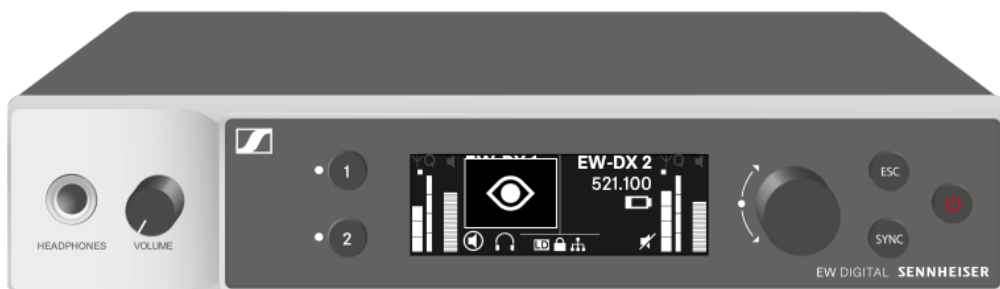 1
2
HEADPHONES
VOLUME
EW-DX 2
521.100
LD
ESC
SYNC
EW DIGITAL SENNHEISER